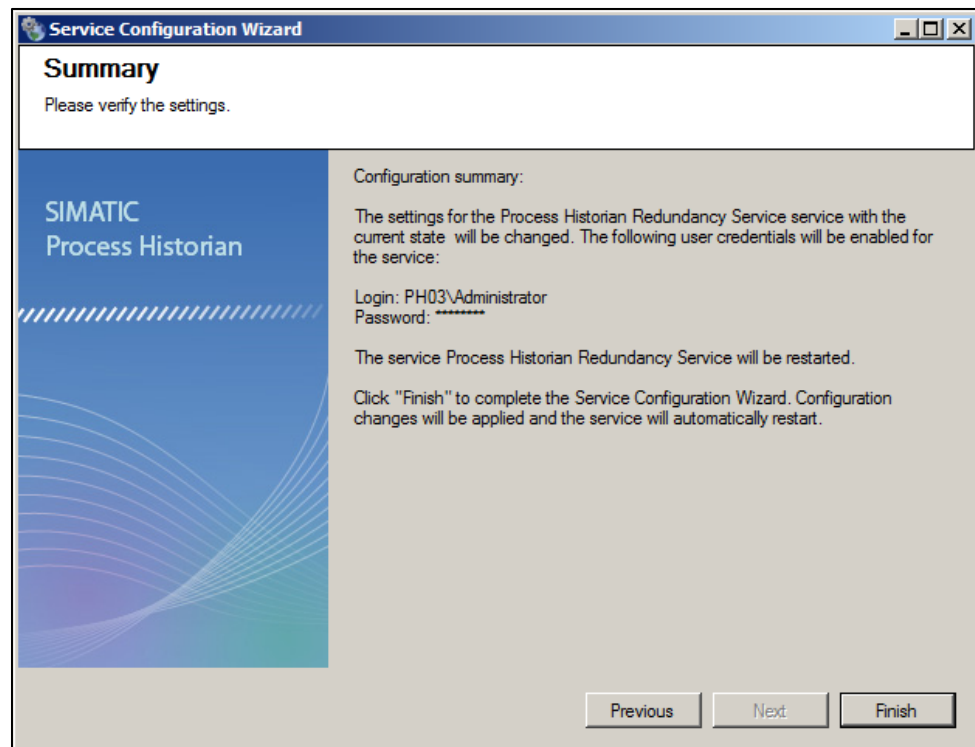 Service Configuration Wizard
Summary
Please verify the settings.
SIMATIC
Process Historian
Configuration summary:
The settings for the Process Historian Redundancy Service service with the
current state  will be changed. The following user credentials will be enabled for
the service:
Login: PH03\Administrator
Password: ********
The service Process Historian Redundancy Service will be restarted.
Click "Finish" to complete the Service Configuration Wizard. Configuration
changes will be applied and the service will automatically restart.
Previous
Next
Finish